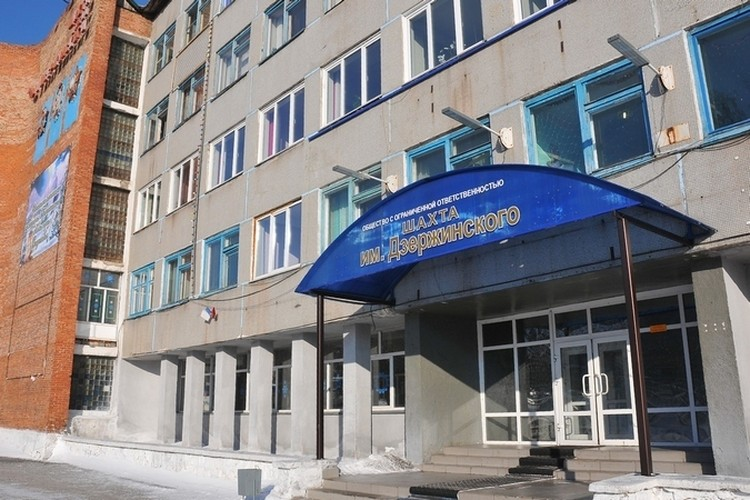 ОБЩЕСТВО С ОГРАНИЧЕННОЙ ОТВЕТСТВЕННОСТЬЮ
ШАХТА
им. Дзержинского